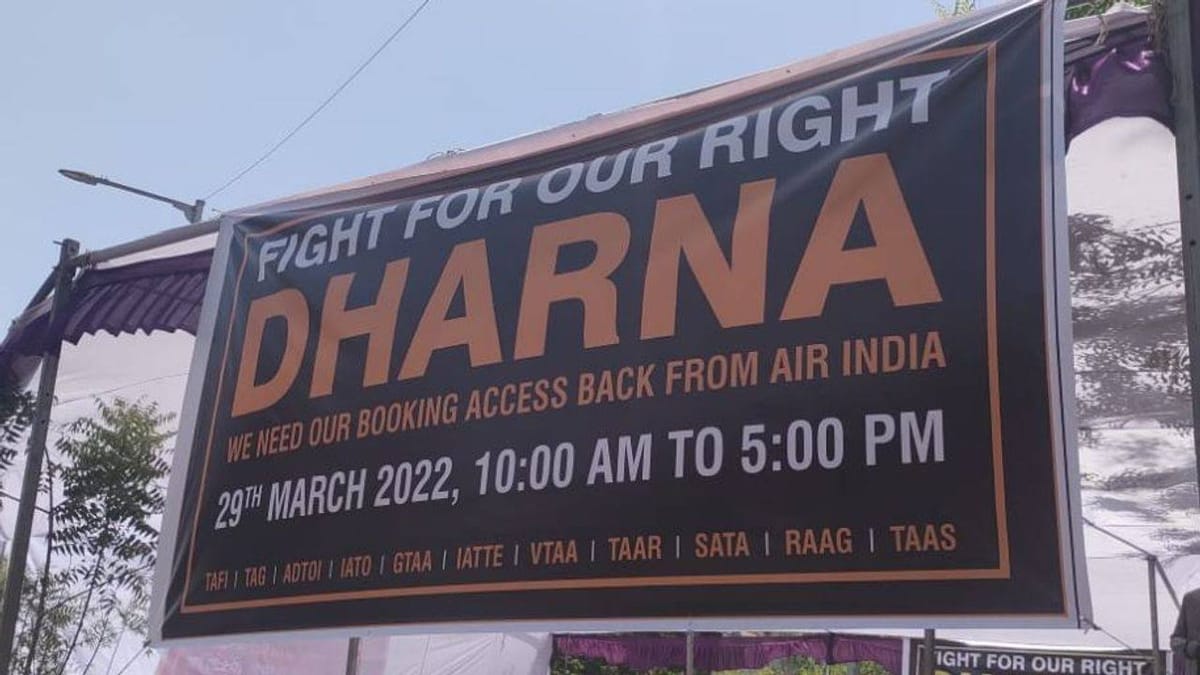 FIGHT FOR OUR RIGHT
DHARNA
WE NEED OUR BOOKING ACCESS BACK FROM AIR INDIA
29TH MARCH 2022, 10:00 AM TO 5:00 PM
TAFI | TAG | ADTOI | IATO | GTAA | IATTE | VTAA | TAAR | SATA | RAAG | TAAS
IGHT FOR OUR RIGHT